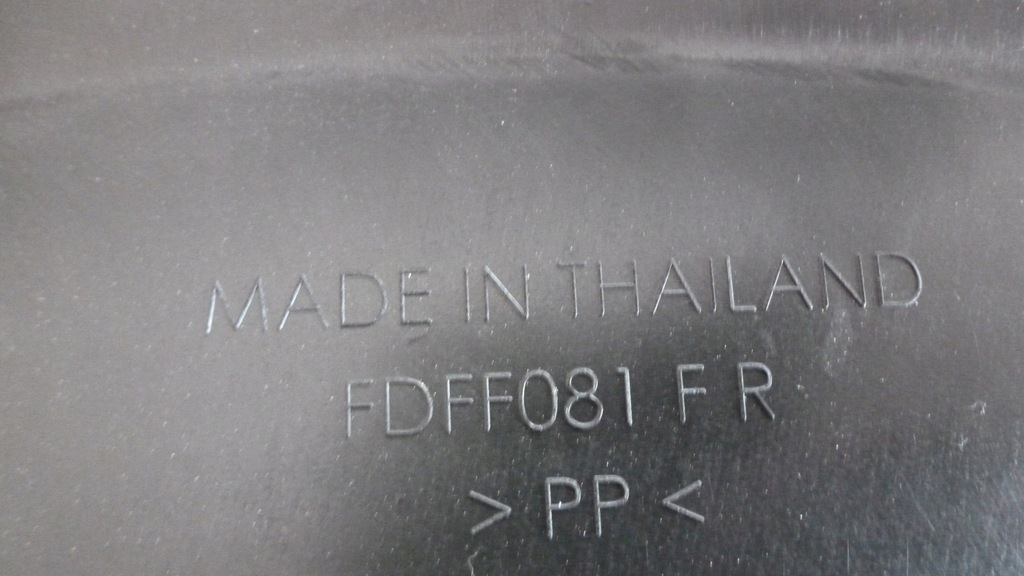 MADE IN THAILAND
FDFF081 F R
> PP <